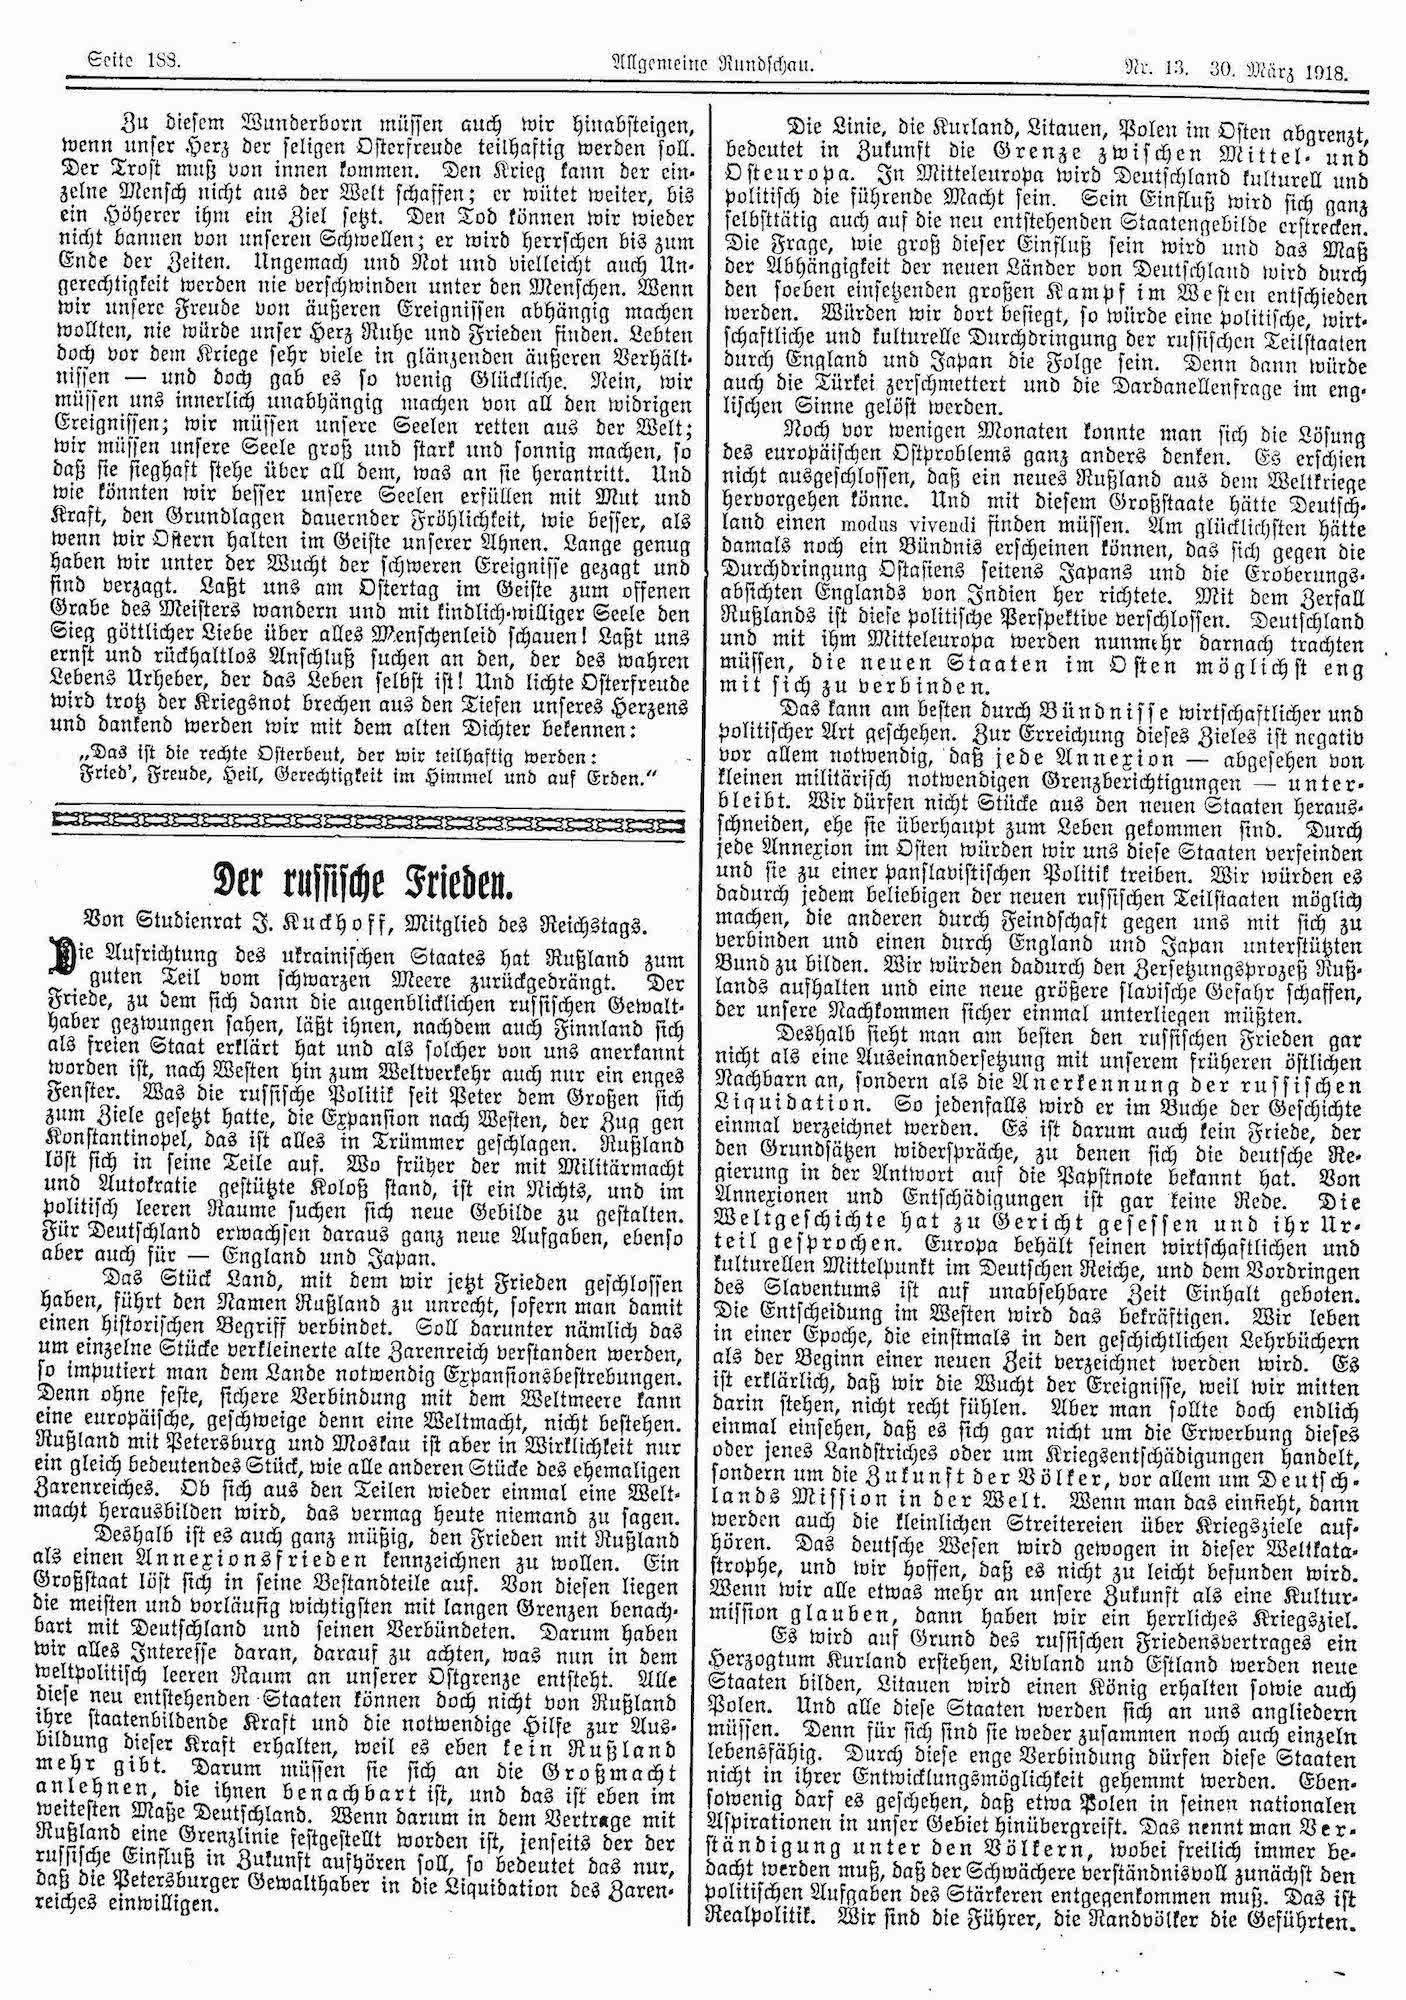 Seite 188.
Allgemeine Rundschau.
Nr. 13. 30. März 1918.
Zu diesem Wunderborn müssen auch wir hinabsteigen,
wenn unser Herz der seligen Osterfreude teilhaftig werden soll.
Der Trost muß von innen kommen. Den Krieg kann der ein-
zelne Mensch nicht aus der Welt schaffen; er wütet weiter, bis
ein Höherer ihm ein Ziel setzt. Den Tod können wir wieder
nicht bannen von unseren Schwellen; er wird herrschen bis zum
Ende der Zeiten. Ungemach und Not und vielleicht auch Un-
gerechtigkeit werden nie verschwinden unter den Menschen. Wenn
wir unsere Freude von äußeren Ereignissen abhängig machen
wollten, nie würde unser Herz Ruhe und Frieden finden. Lebten
doch vor dem Kriege sehr viele in glänzenden äußeren Verhält-
nissen — und doch gab es so wenig Glückliche. Nein, wir
müssen uns innerlich unabhängig machen von all den widrigen
Ereignissen; wir müssen unsere Seelen retten aus der Welt;
wir müssen unsere Seele groß und stark und sonnig machen, so
daß sie sieghaft stehe über all dem, was an sie herantritt. Und
wie könnten wir besser unsere Seelen erfüllen mit Mut und
Kraft, den Grundlagen dauernder Fröhlichkeit, wie besser, als
wenn wir Ostern halten im Geiste unserer Ahnen. Lange genug
haben wir unter der Wucht der schweren Ereignisse gezagt und
sind verzagt. Laßt uns am Ostertag im Geiste zum offenen
Grabe des Meisters wandern und mit kindlich-williger Seele den
Sieg göttlicher Liebe über alles Menschenleid schauen! Laßt uns
ernst und rückhaltlos Anschluß suchen an den, der des wahren
Lebens Urheber, der das Leben selbst ist! Und lichte Osterfreude
wird trotz der Kriegsnot brechen aus den Tiefen unseres Herzens
und dankend werden wir mit dem alten Dichter bekennen:
„Das ist die rechte Osterbeut, der wir teilhaftig werden:
Fried', Freude, Heil, Gerechtigkeit im Himmel und auf Erden."
Der russische Frieden.
Von Studienrat J. Kuckhoff, Mitglied des Reichstags.
Die Aufrichtung des ukrainischen Staates hat Rußland zum
guten Teil vom schwarzen Meere zurückgedrängt. Der
Friede, zu dem sich dann die augenblicklichen russischen Gewalt-
haber gezwungen sahen, läßt ihnen, nachdem auch Finnland sich
als freien Staat erklärt hat und als solcher von uns anerkannt
worden ist, nach Westen hin zum Weltverkehr auch nur ein enges
Fenster. Was die russische Politik seit Peter dem Großen sich
zum Ziele gesetzt hatte, die Expansion nach Westen, der Zug gen
Konstantinopel, das ist alles in Trümmer geschlagen. Rußland
löst sich in seine Teile auf. Wo früher der mit Militärmacht
und Autokratie gestützte Koloß stand, ist ein Nichts, und im
politisch leeren Raume suchen sich neue Gebilde zu gestalten.
Für Deutschland erwachsen daraus ganz neue Aufgaben, ebenso
aber auch für — England und Japan.
Das Stück Land, mit dem wir jetzt Frieden geschlossen
haben, führt den Namen Rußland zu unrecht, sofern man damit
einen historischen Begriff verbindet. Soll darunter nämlich das
um einzelne Stücke verkleinerte alte Zarenreich verstanden werden,
so imputiert man dem Lande notwendig Expansionsbestrebungen.
Denn ohne feste, sichere Verbindung mit dem Weltmeere kann
eine europäische, geschweige denn eine Weltmacht, nicht bestehen.
Rußland mit Petersburg und Moskau ist aber in Wirklichkeit nur
ein gleich bedeutendes Stück, wie alle anderen Stücke des ehemaligen
Zarenreiches. Ob sich aus den Teilen wieder einmal eine Welt-
macht herausbilden wird, das vermag heute niemand zu sagen.
Deshalb ist es auch ganz müßig, den Frieden mit Rußland
als einen Annexionsfrieden kennzeichnen zu wollen. Ein
Großstaat löst sich in seine Bestandteile auf. Von diesen liegen
die meisten und vorläufig wichtigsten mit langen Grenzen benach-
bart mit Deutschland und seinen Verbündeten. Darum haben
wir alles Interesse daran, darauf zu achten, was nun in dem
weltpolitisch leeren Raum an unserer Ostgrenze entsteht. Alle
diese neu entstehenden Staaten können doch nicht von Rußland
ihre staatenbildende Kraft und die notwendige Hilfe zur Aus-
bildung dieser Kraft erhalten, weil es eben kein Rußland
mehr gibt. Darum müssen sie sich an die Großmacht
anlehnen, die ihnen benachbart ist, und das ist eben im
weitesten Maße Deutschland. Wenn darum in dem Vertrage mit
Rußland eine Grenzlinie festgestellt worden ist, jenseits der der
russische Einfluß in Zukunft aufhören soll, so bedeutet das nur,
daß die Petersburger Gewalthaber in die Liquidation des Zaren-
reiches einwilligen.
Die Linie, die Kurland, Litauen, Polen im Osten abgrenzt,
bedeutet in Zukunft die Grenze zwischen Mittel- und
Osteuropa. In Mitteleuropa wird Deutschland kulturell und
politisch die führende Macht sein. Sein Einfluß wird sich ganz
selbsttätig auch auf die neu entstehenden Staatengebilde erstrecken.
Die Frage, wie groß dieser Einfluß sein wird und das Maß
der Abhängigkeit der neuen Länder von Deutschland wird durch
den soeben einsetzenden großen Kampf im Westen entschieden
werden. Würden wir dort besiegt, so würde eine politische, wirt-
schaftliche und kulturelle Durchdringung der russischen Teilstaaten
durch England und Japan die Folge sein. Denn dann würde
auch die Türkei zerschmettert und die Dardanellenfrage im eng-
lischen Sinne gelöst werden.
Noch vor wenigen Monaten konnte man sich die Lösung
des europäischen Ostproblems ganz anders denken. Es erschien
nicht ausgeschlossen, daß ein neues Rußland aus dem Weltkriege
hervorgehen könne. Und mit diesem Großstaate hätte Deutsch-
land einen modus vivendi finden müssen. Am glücklichsten hätte
damals noch ein Bündnis erscheinen können, das sich gegen die
Durchdringung Ostasiens seitens Japans und die Eroberungs-
absichten Englands von Indien her richtete. Mit dem Zerfall
Rußlands ist diese politische Perspektive verschlossen. Deutschland
und mit ihm Mitteleuropa werden nunmehr darnach trachten
müssen, die neuen Staaten im Osten möglichst eng
mit sich zu verbinden.
Das kann am besten durch Bündnisse wirtschaftlicher und
politischer Art geschehen. Zur Erreichung dieses Zieles ist negativ
vor allem notwendig, daß jede Annexion — abgesehen von
kleinen militärisch notwendigen Grenzberichtigungen — unter-
bleibt. Wir dürfen nicht Stücke aus den neuen Staaten heraus-
schneiden, ehe sie überhaupt zum Leben gekommen sind. Durch
jede Annexion im Osten würden wir uns diese Staaten verfeinden
und sie zu einer panslavistischen Politik treiben. Wir würden es
dadurch jedem beliebigen der neuen russischen Teilstaaten möglich
machen, die anderen durch Feindschaft gegen uns mit sich zu
verbinden und einen durch England und Japan unterstützten
Bund zu bilden. Wir würden dadurch den Zersetzungsprozeß Ruß-
lands aufhalten und eine neue größere slavische Gefahr schaffen,
der unsere Nachkommen sicher einmal unterliegen müßten.
Deshalb sieht man am besten den russischen Frieden gar
nicht als eine Auseinandersetzung mit unserem früheren östlichen
Nachbarn an, sondern als die Anerkennung der russischen
Liquidation. So jedenfalls wird er im Buche der Geschichte
einmal verzeichnet werden. Es ist darum auch kein Friede, der
den Grundsätzen widerspräche, zu denen sich die deutsche Re-
gierung in der Antwort auf die Papstnote bekannt hat. Von
Annexionen und Entschädigungen ist gar keine Rede. Die
Weltgeschichte hat zu Gericht gesessen und ihr Ur-
teil gesprochen. Europa behält seinen wirtschaftlichen und
kulturellen Mittelpunkt im Deutschen Reiche, und dem Vordringen
des Slaventums ist auf unabsehbare Zeit Einhalt geboten.
Die Entscheidung im Westen wird das bekräftigen. Wir leben
in einer Epoche, die einstmals in den geschichtlichen Lehrbüchern
als der Beginn einer neuen Zeit verzeichnet werden wird. Es
ist erklärlich, daß wir die Wucht der Ereignisse, weil wir mitten
darin stehen, nicht recht fühlen. Aber man sollte doch endlich
einmal einsehen, daß es sich gar nicht um die Erwerbung dieses
oder jenes Landstriches oder um Kriegsentschädigungen handelt,
sondern um die Zukunft der Völker, vor allem um Deutsch-
lands Mission in der Welt. Wenn man das einsieht, dann
werden auch die kleinlichen Streitereien über Kriegsziele auf-
hören. Das deutsche Wesen wird gewogen in dieser Weltkata-
strophe, und wir hoffen, daß es nicht zu leicht befunden wird.
Wenn wir alle etwas mehr an unsere Zukunft als eine Kultur-
mission glauben, dann haben wir ein herrliches Kriegsziel.
Es wird auf Grund des russischen Friedensvertrages ein
Herzogtum Kurland erstehen, Livland und Estland werden neue
Staaten bilden, Litauen wird einen König erhalten sowie auch
Polen. Und alle diese Staaten werden sich an uns angliedern
müssen. Denn für sich sind sie weder zusammen noch auch einzeln
lebensfähig. Durch diese enge Verbindung dürfen diese Staaten
nicht in ihrer Entwicklungsmöglichkeit gehemmt werden. Eben-
sowenig darf es geschehen, daß etwa Polen in seinen nationalen
Aspirationen in unser Gebiet hinübergreift. Das nennt man Ver-
ständigung unter den Völkern, wobei freilich immer be-
dacht werden muß, daß der Schwächere verständnisvoll zunächst den
politischen Aufgaben des Stärkeren entgegenkommen muß. Das ist
Realpolitik. Wir sind die Führer, die Randvölker die Geführten.